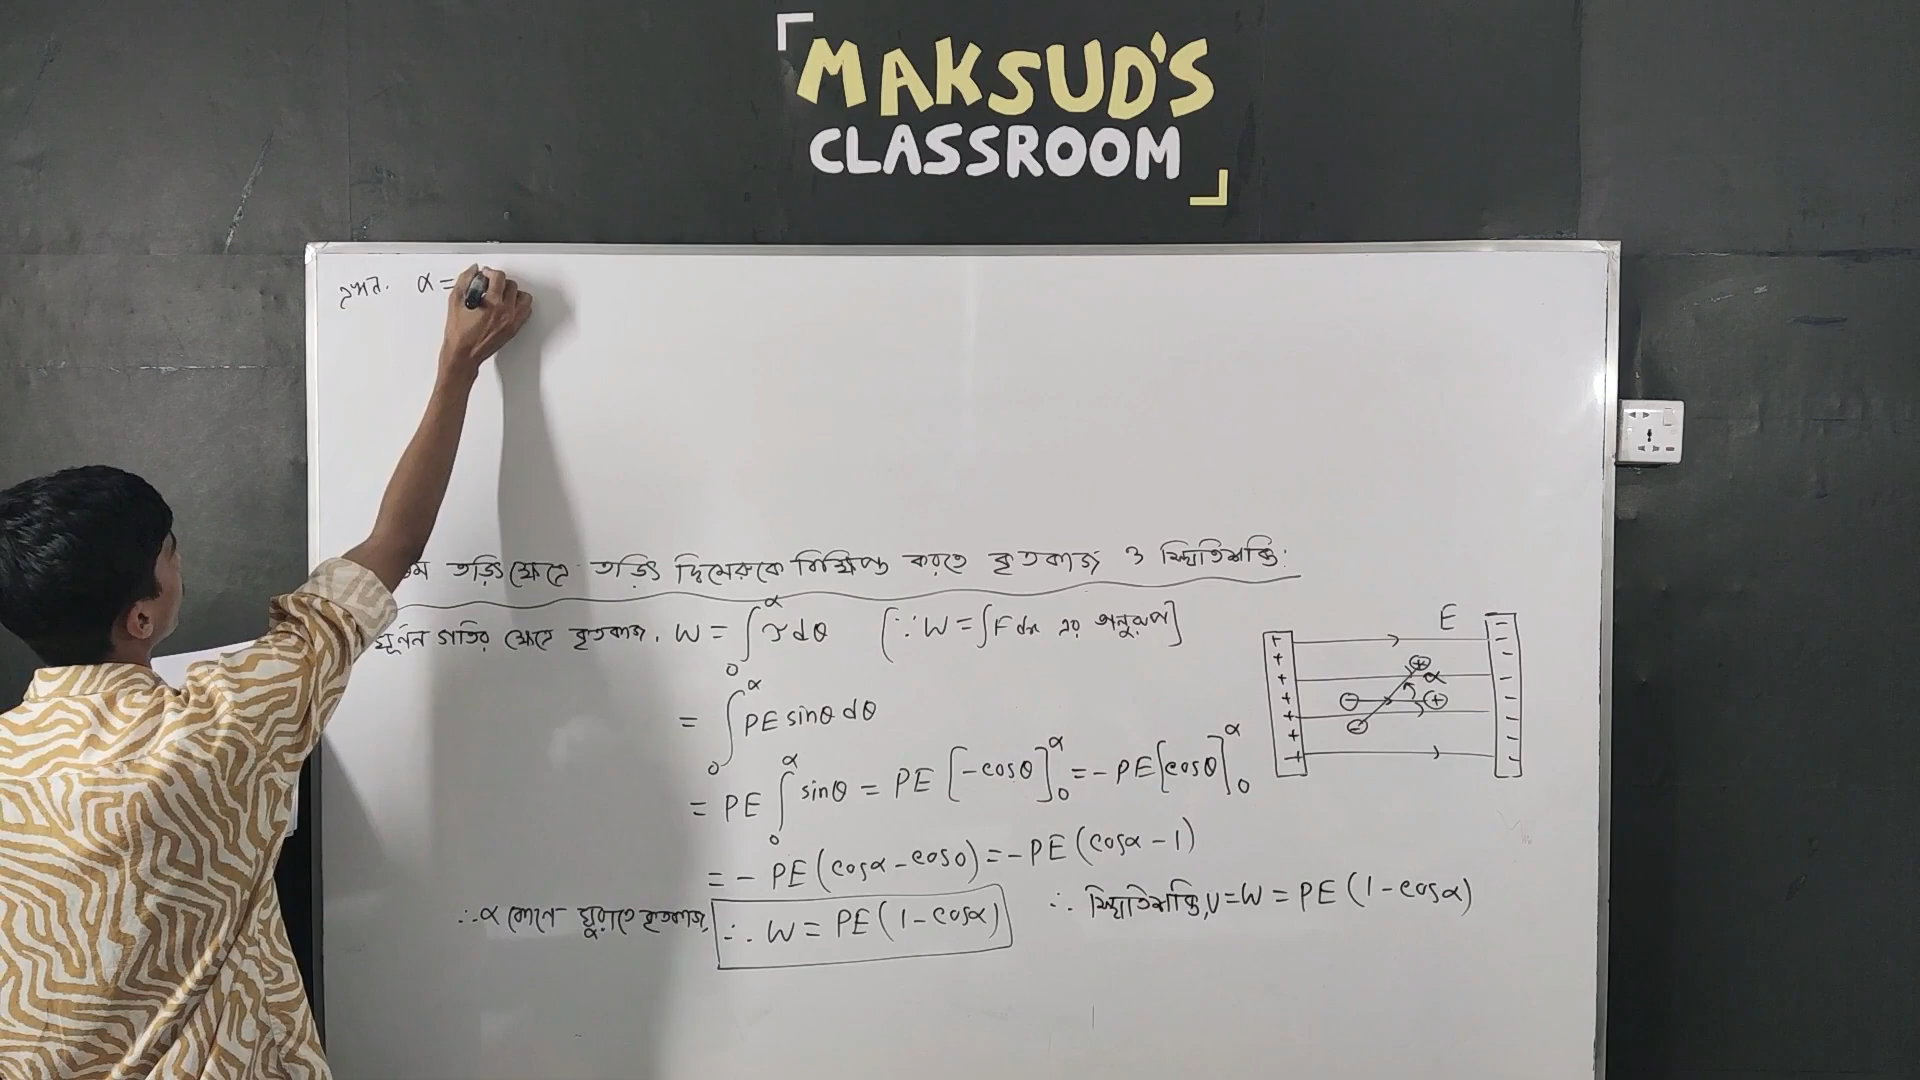 MAKSUD'S
CLASSROOM
যখন. α =
তড়িৎ ক্ষেত্রে তড়িৎ দ্বিমেরুকে বিক্ষিপ্ত করতে কৃতকাজ ও স্থিতিশক্তি:
ঘূর্ণন গতির ক্ষেত্রে কৃতকাজ, W = ∫₀^α τ dθ [∵ W = ∫F dx এর অনুরূপ]
= ∫₀^α PE sinθ dθ
= PE ∫₀^α sinθ = PE [-cosθ]₀^α = - PE [cosθ]₀^α
= - PE (cosα - cos0) = - PE (cosα - 1)
∴ α কোণে ঘুরাতে কৃতকাজ, ∴ W = PE (1 - cosα)
∴ স্থিতিশক্তি, U = W = PE (1 - cosα)
E
α